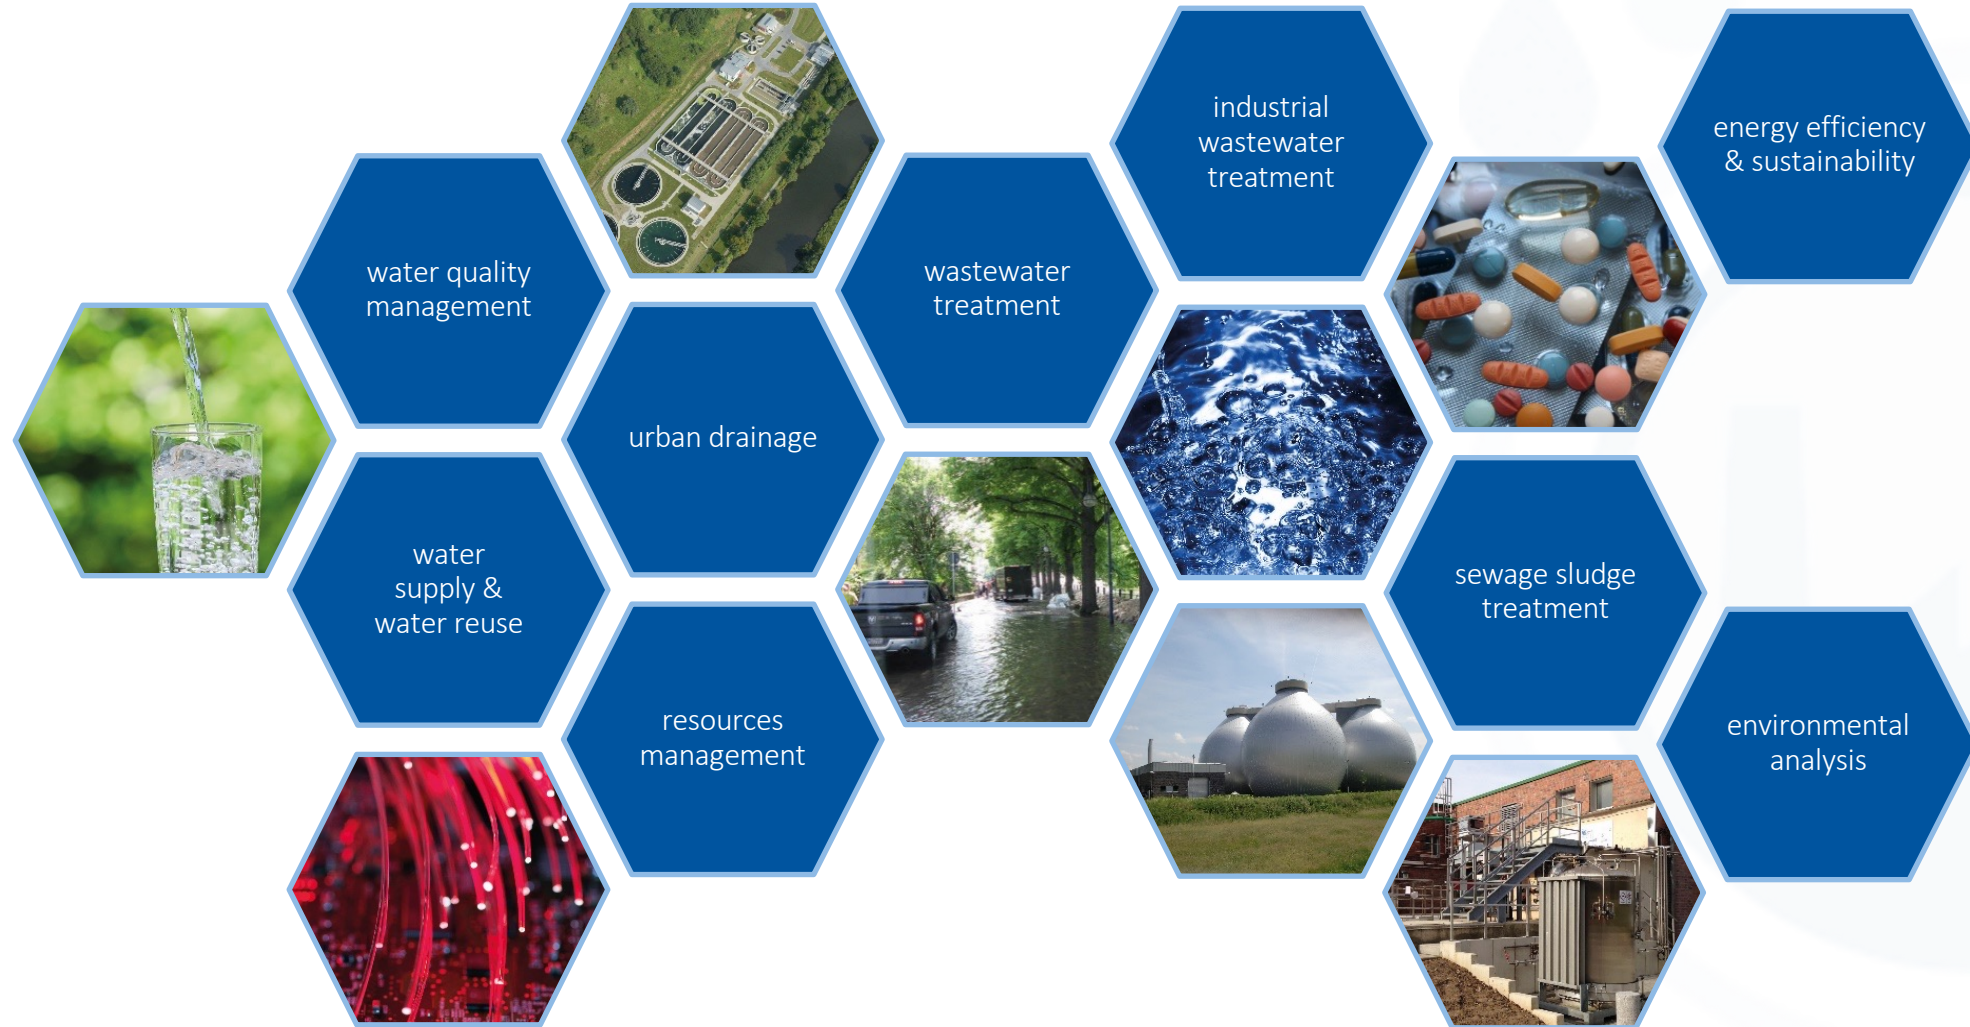 water quality
management
water
supply &
water reuse
urban drainage
resources
management
wastewater
treatment
industrial
wastewater
treatment
sewage sludge
treatment
energy efficiency
& sustainability
environmental
analysis